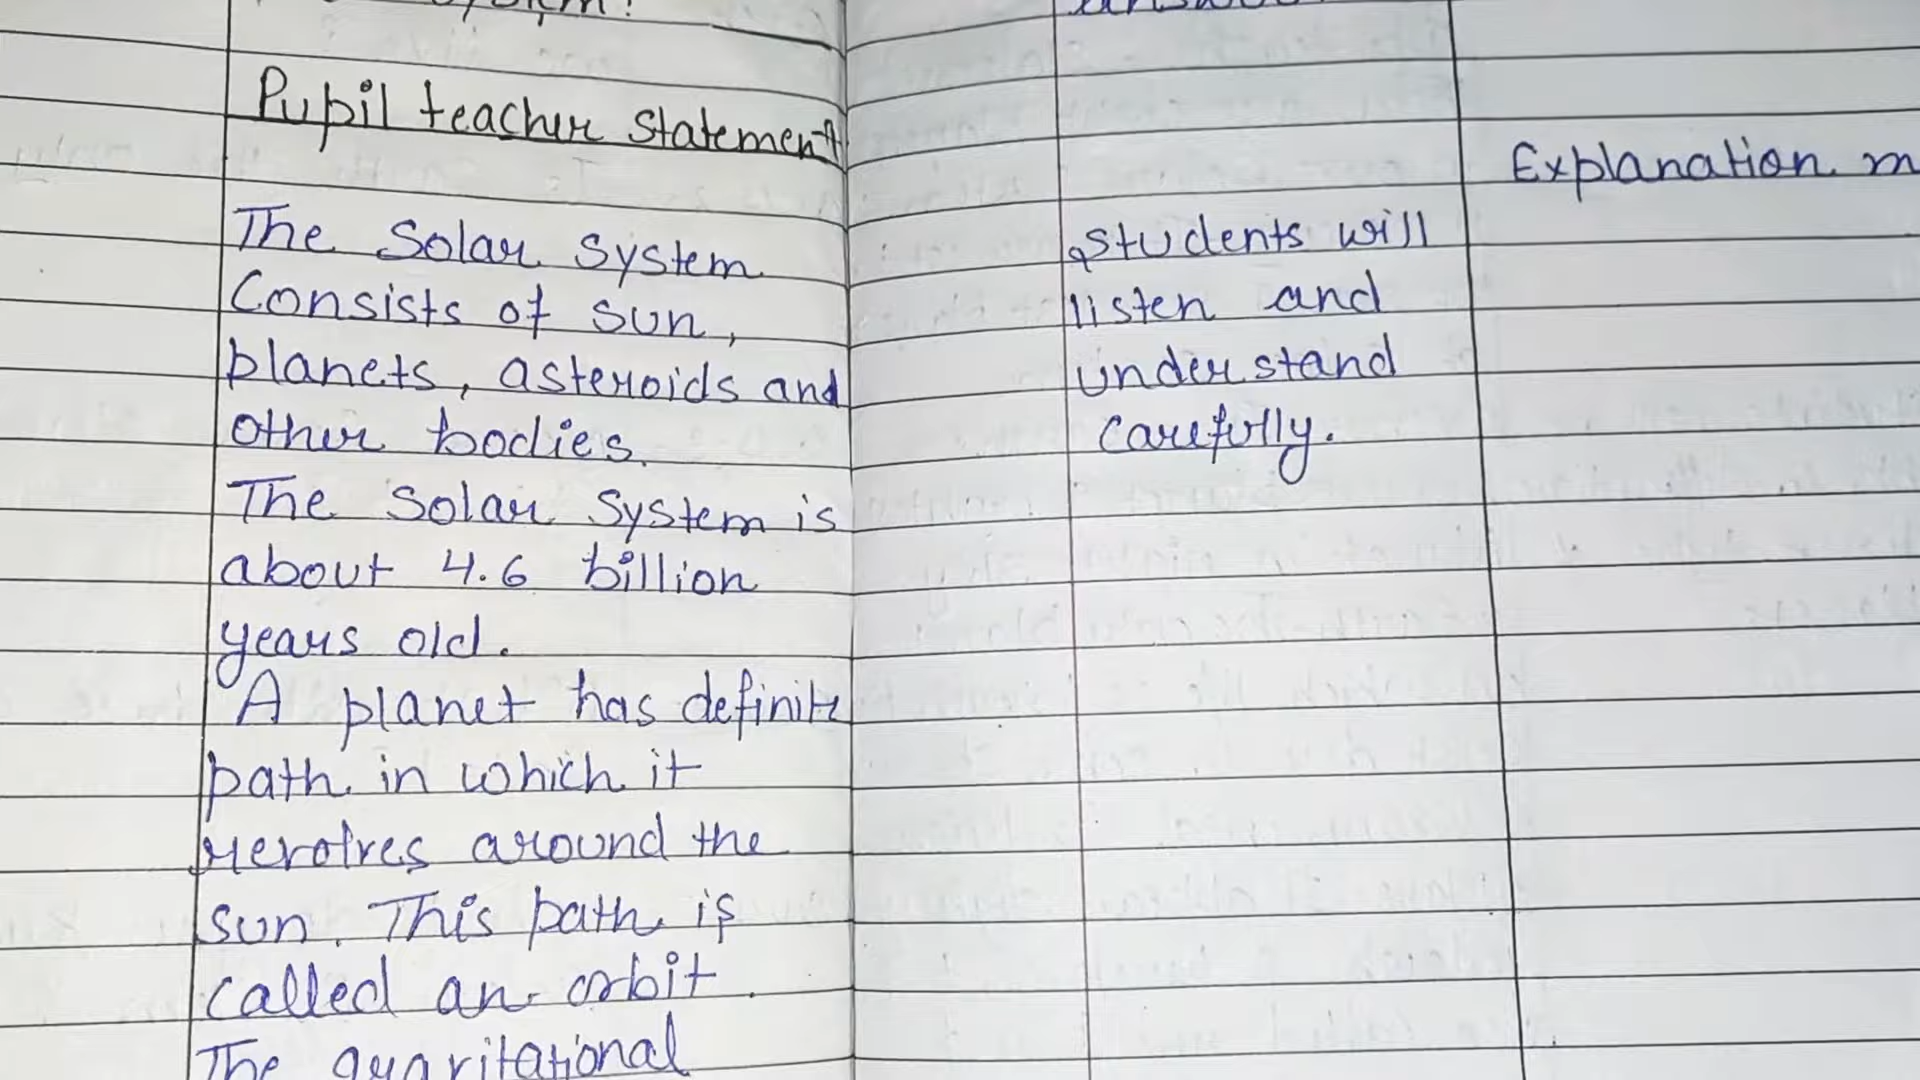 Pupil teacher statement
The Solar System
Consists of sun,
planets, asteroids and
other bodies.
The Solar System is
about 4.6 billion
years old.
A planet has definite
path in which it
revolves around the
sun. This path is
called an orbit.
The
students will
listen and
understand
carefully.
Explanation m